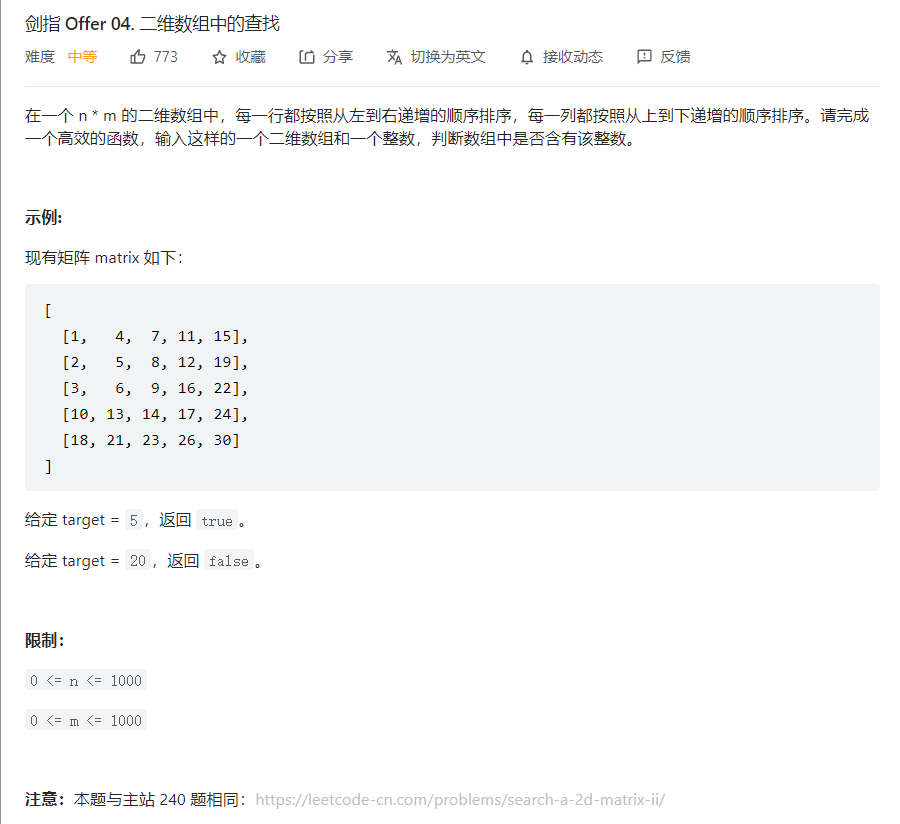 剑指 Offer 04. 二维数组中的查找
难度 中等 773 收藏 分享 切换为英文 接收动态 反馈
在一个 n * m 的二维数组中，每一行都按照从左到右递增的顺序排序，每一列都按照从上到下递增的顺序排序。请完成
一个高效的函数，输入这样的一个二维数组和一个整数，判断数组中是否含有该整数。
示例:
现有矩阵 matrix 如下：
[
  [1,   4,  7, 11, 15],
  [2,   5,  8, 12, 19],
  [3,   6,  9, 16, 22],
  [10, 13, 14, 17, 24],
  [18, 21, 23, 26, 30]
]
给定 target = 5，返回 true 。
给定 target = 20，返回 false 。
限制：
0 <= n <= 1000
0 <= m <= 1000
注意：本题与主站 240 题相同：https://leetcode-cn.com/problems/search-a-2d-matrix-ii/